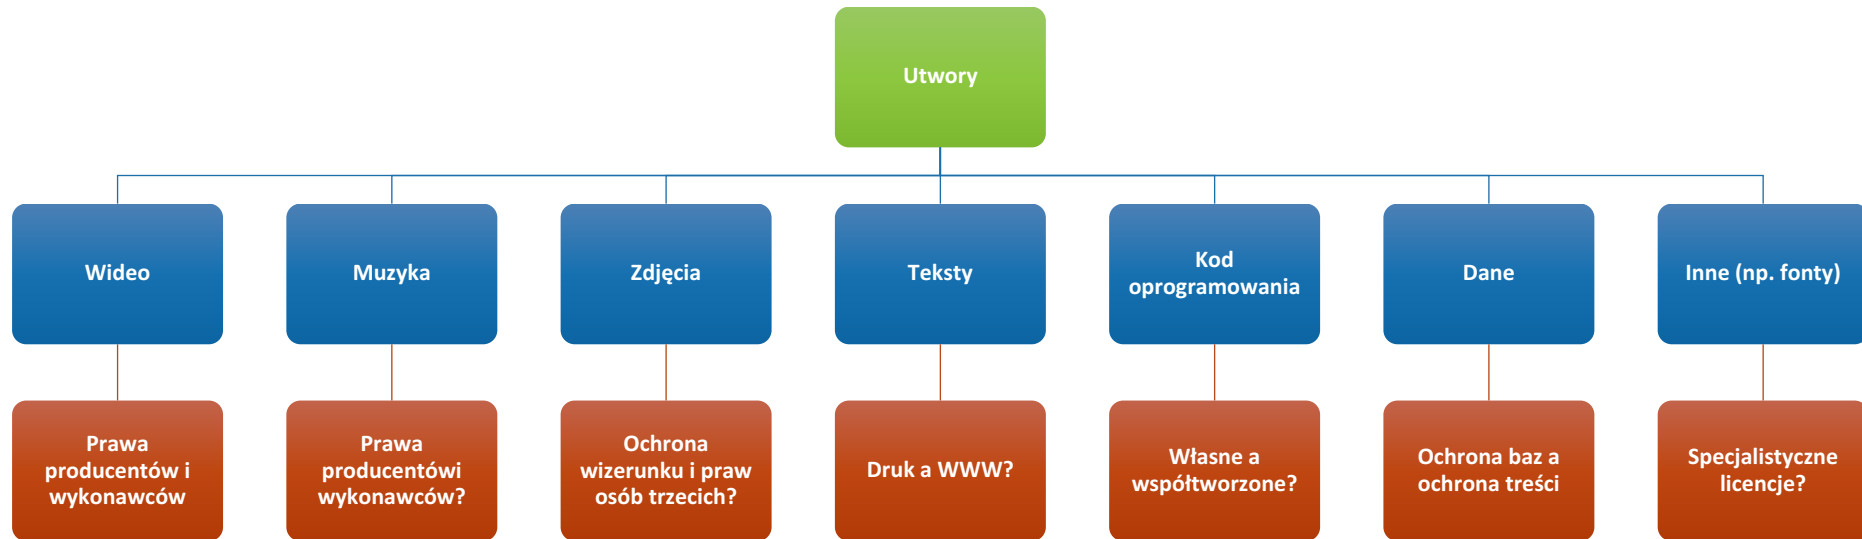 Utwory
Wideo
Muzyka
Zdjęcia
Teksty
Kod
oprogramowania
Dane
Inne (np. fonty)
Prawa
producentów i
wykonawców
Prawa
producentówi
wykonawców?
Ochrona
wizerunku i praw
osób trzecich?
Druk a WWW?
Własne a
współtworzone?
Ochrona baz a
ochrona treści
Specjalistyczne
licencje?